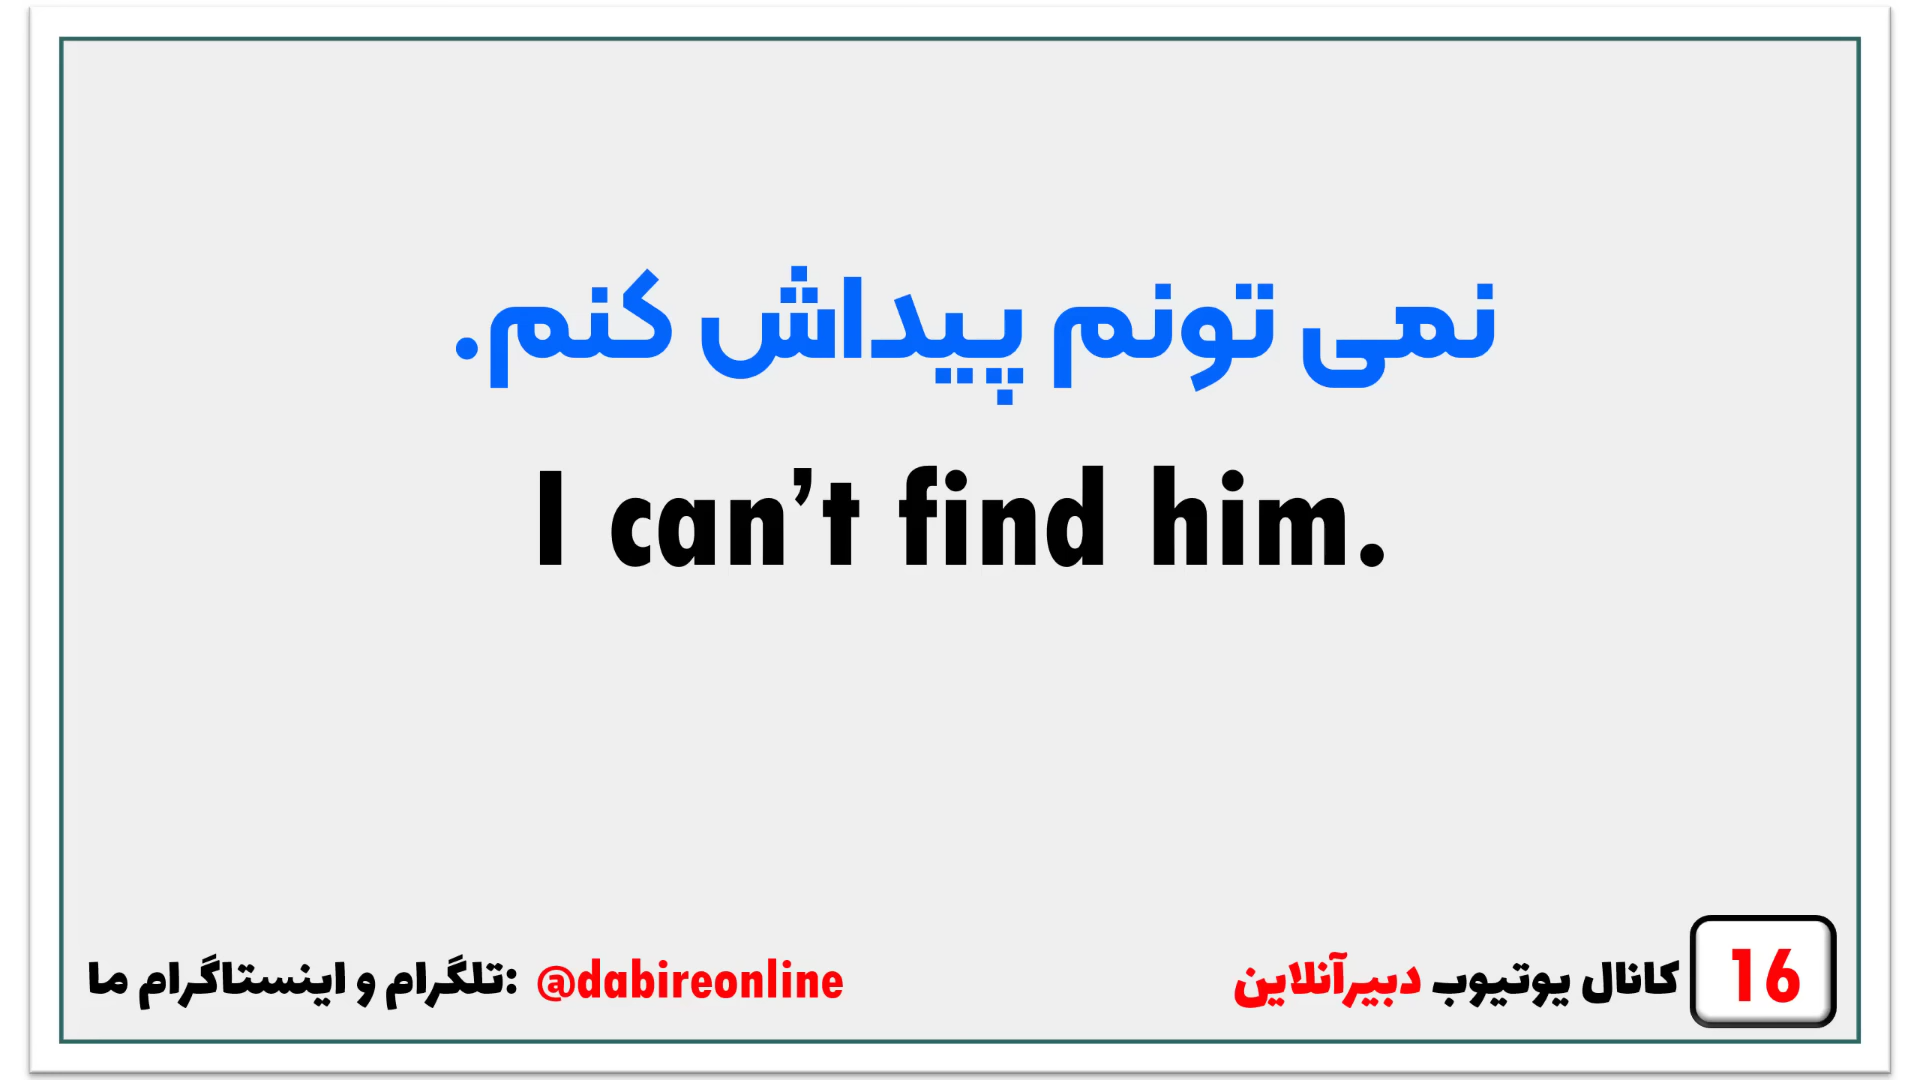 نمی تونم پیداش کنم.
I can’t find him.
تلگرام و اینستاگرام ما: @dabireonline
کانال یوتیوب دبیرآنلاین
16